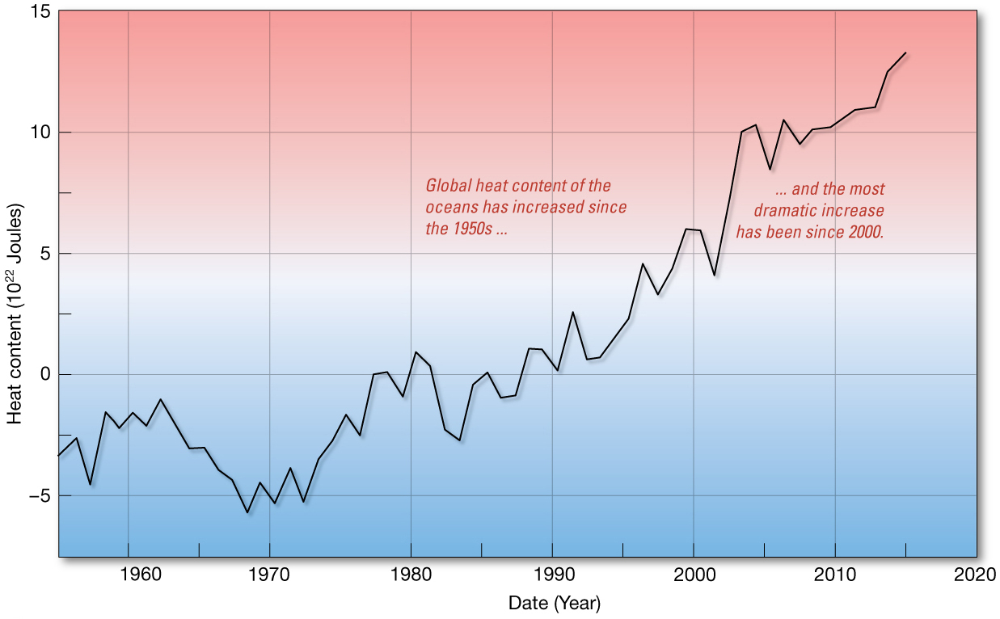 15
10
5
0
−5
Heat content (10²² Joules)
Global heat content of the
oceans has increased since
the 1950s ...
... and the most
dramatic increase
has been since 2000.
1960 1970 1980 1990 2000 2010 2020
Date (Year)